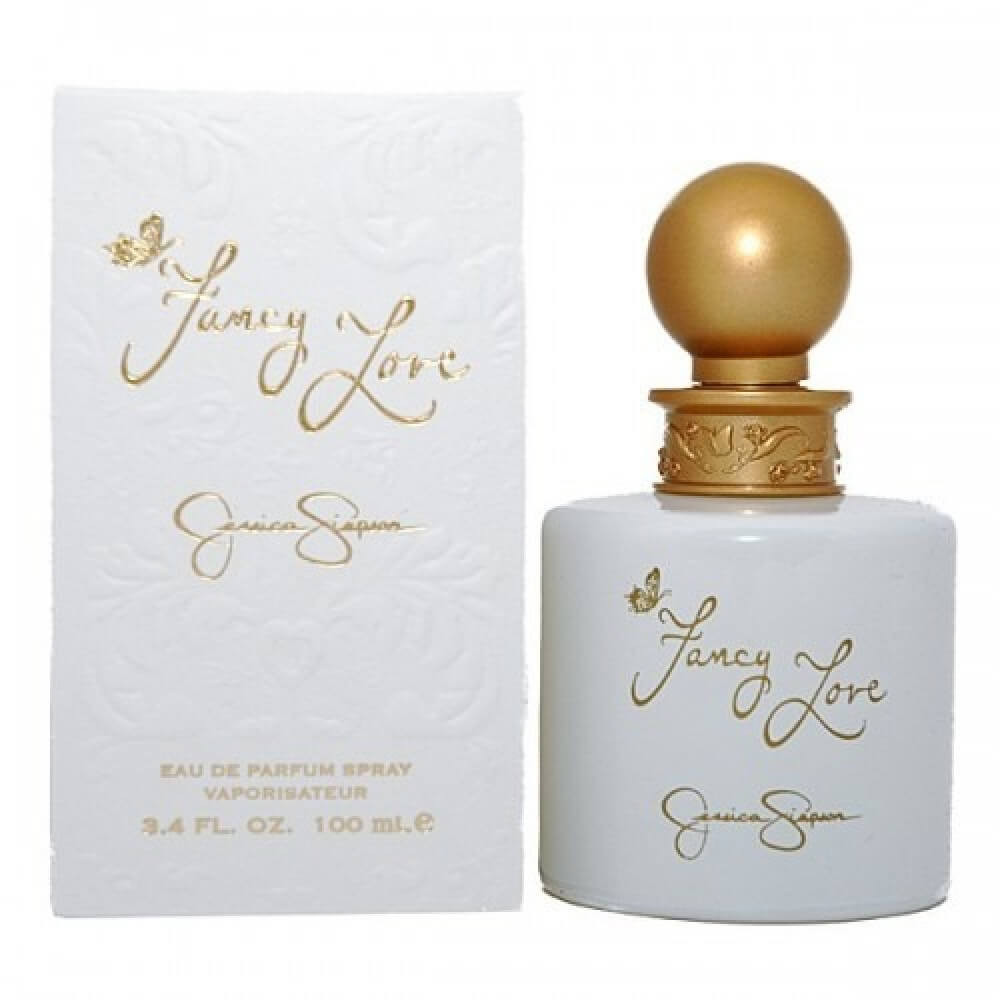 Fancy Love
Jessica Simpson
EAU DE PARFUM SPRAY
VAPORISATEUR
3.4 FL. OZ. 100 ml.e
Fancy Love
Jessica Simpson